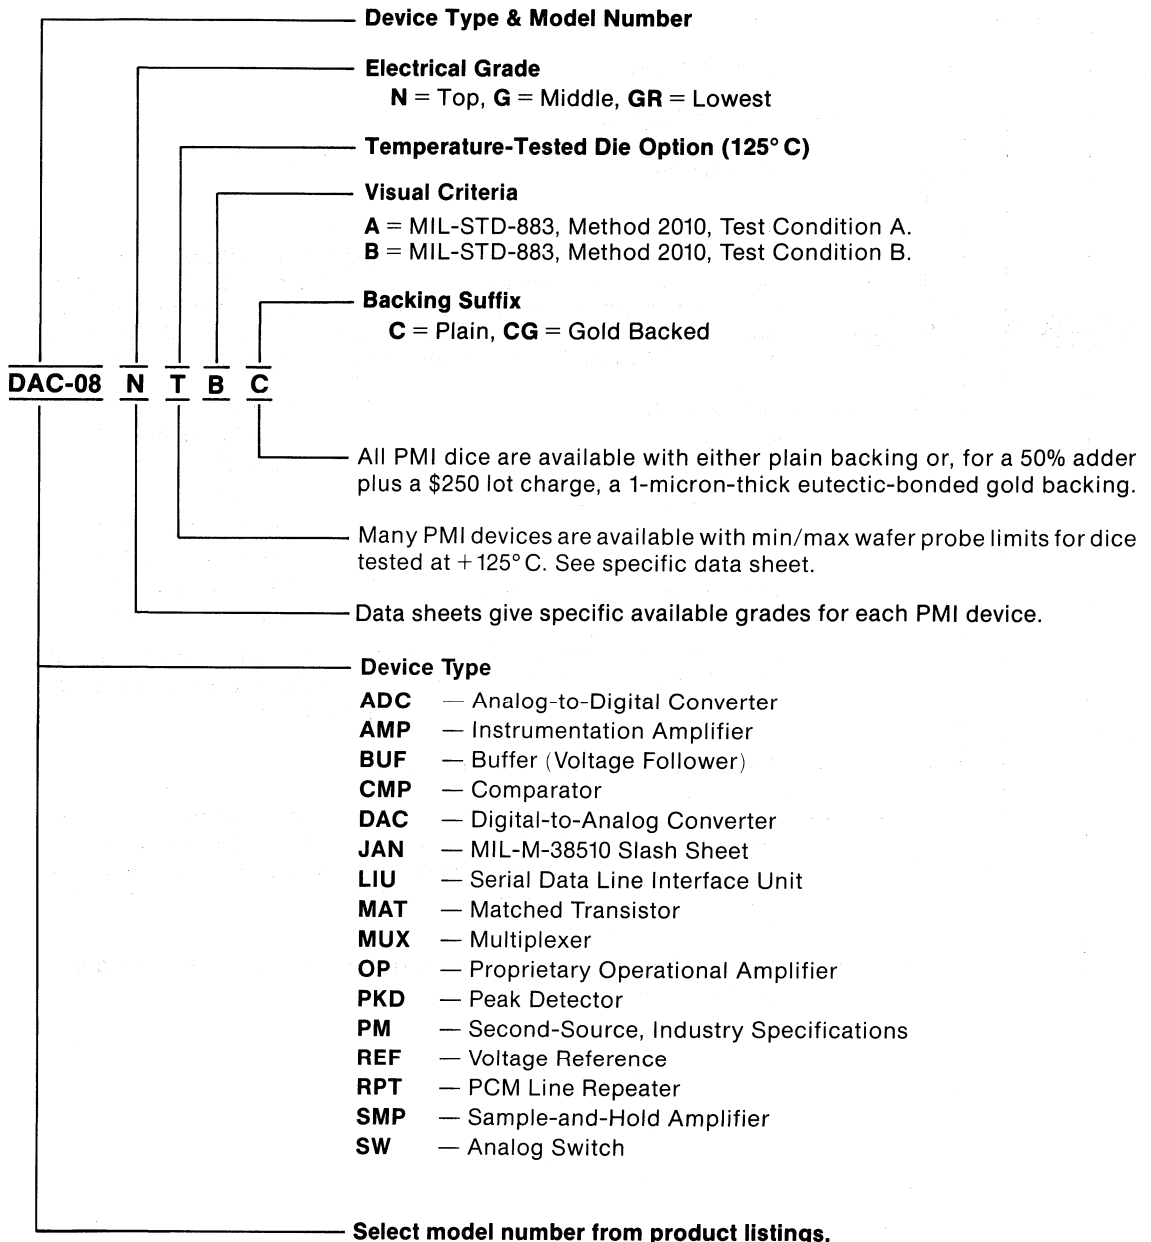 Device Type & Model Number
Electrical Grade
N = Top, G = Middle, GR = Lowest
Temperature-Tested Die Option (125° C)
Visual Criteria
A = MIL-STD-883, Method 2010, Test Condition A.
B = MIL-STD-883, Method 2010, Test Condition B.
Backing Suffix
C = Plain, CG = Gold Backed
DAC-08 N T B C
All PMI dice are available with either plain backing or, for a 50% adder
plus a $250 lot charge, a 1-micron-thick eutectic-bonded gold backing.
Many PMI devices are available with min/max wafer probe limits for dice
tested at +125° C. See specific data sheet.
Data sheets give specific available grades for each PMI device.
Device Type
ADC — Analog-to-Digital Converter
AMP — Instrumentation Amplifier
BUF — Buffer (Voltage Follower)
CMP — Comparator
DAC — Digital-to-Analog Converter
JAN — MIL-M-38510 Slash Sheet
LIU — Serial Data Line Interface Unit
MAT — Matched Transistor
MUX — Multiplexer
OP — Proprietary Operational Amplifier
PKD — Peak Detector
PM — Second-Source, Industry Specifications
REF — Voltage Reference
RPT — PCM Line Repeater
SMP — Sample-and-Hold Amplifier
SW — Analog Switch
Select model number from product listings.